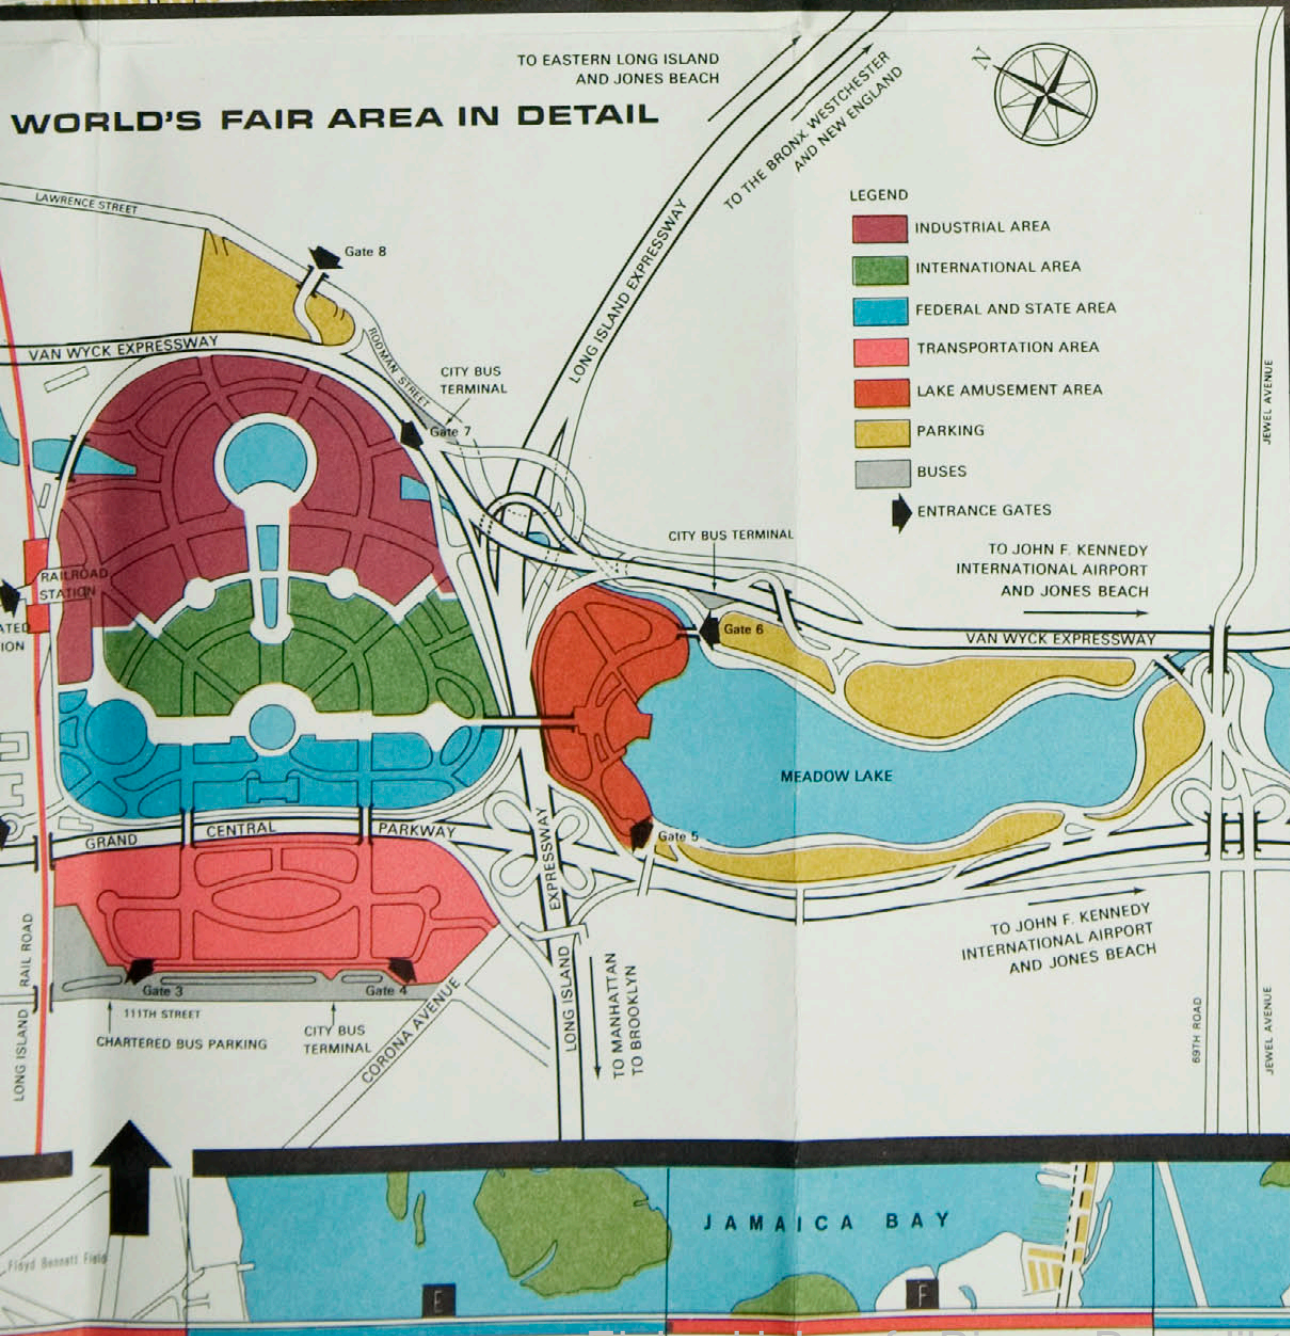 TO EASTERN LONG ISLAND
AND JONES BEACH
WORLD'S FAIR AREA IN DETAIL
TO THE BRONX WESTCHESTER
AND NEW ENGLAND
N
LAWRENCE STREET
Gate 8
LEGEND
INDUSTRIAL AREA
INTERNATIONAL AREA
FEDERAL AND STATE AREA
TRANSPORTATION AREA
LAKE AMUSEMENT AREA
PARKING
BUSES
ENTRANCE GATES
LONG ISLAND EXPRESSWAY
VAN WYCK EXPRESSWAY
RODMAN STREET
CITY BUS
TERMINAL
Gate 7
JEWEL AVENUE
CITY BUS TERMINAL
TO JOHN F. KENNEDY
INTERNATIONAL AIRPORT
AND JONES BEACH
RAILROAD
STATION
ATED
ION
Gate 6
VAN WYCK EXPRESSWAY
MEADOW LAKE
GRAND CENTRAL PARKWAY
Gate 5
EXPRESSWAY
LONG ISLAND
TO MANHATTAN
TO BROOKLYN
TO JOHN F. KENNEDY
INTERNATIONAL AIRPORT
AND JONES BEACH
LONG ISLAND RAIL ROAD
Gate 3
Gate 4
111TH STREET
CHARTERED BUS PARKING
CITY BUS
TERMINAL
CORONA AVENUE
69TH ROAD
JEWEL AVENUE
Floyd Bennett Field
JAMAICA BAY
E
F